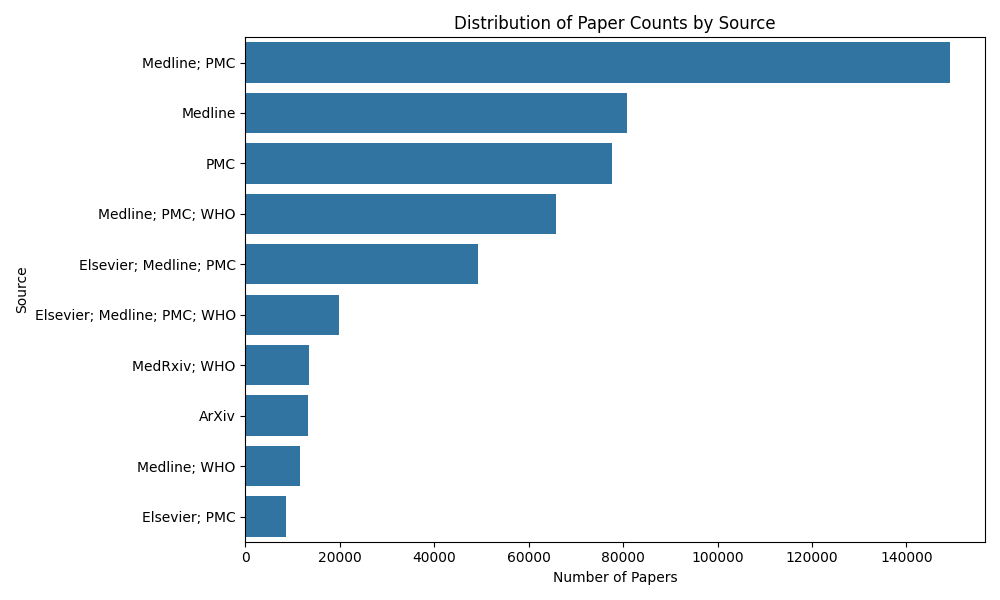 Distribution of Paper Counts by Source
Source
Medline; PMC
Medline
PMC
Medline; PMC; WHO
Elsevier; Medline; PMC
Elsevier; Medline; PMC; WHO
MedRxiv; WHO
ArXiv
Medline; WHO
Elsevier; PMC
0 20000 40000 60000 80000 100000 120000 140000
Number of Papers